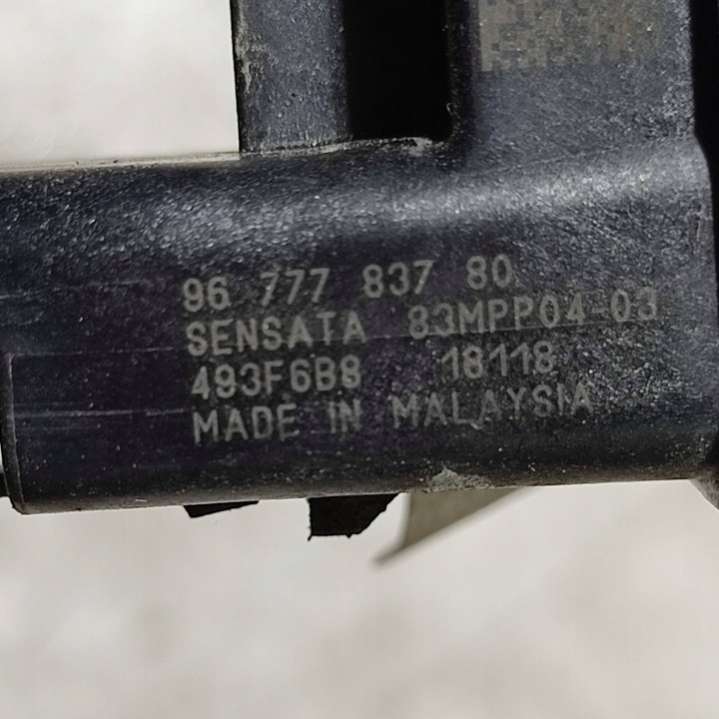 96 777 837 80
SENSATA 83MPP04-03
493F6B8 18118
MADE IN MALAYSIA